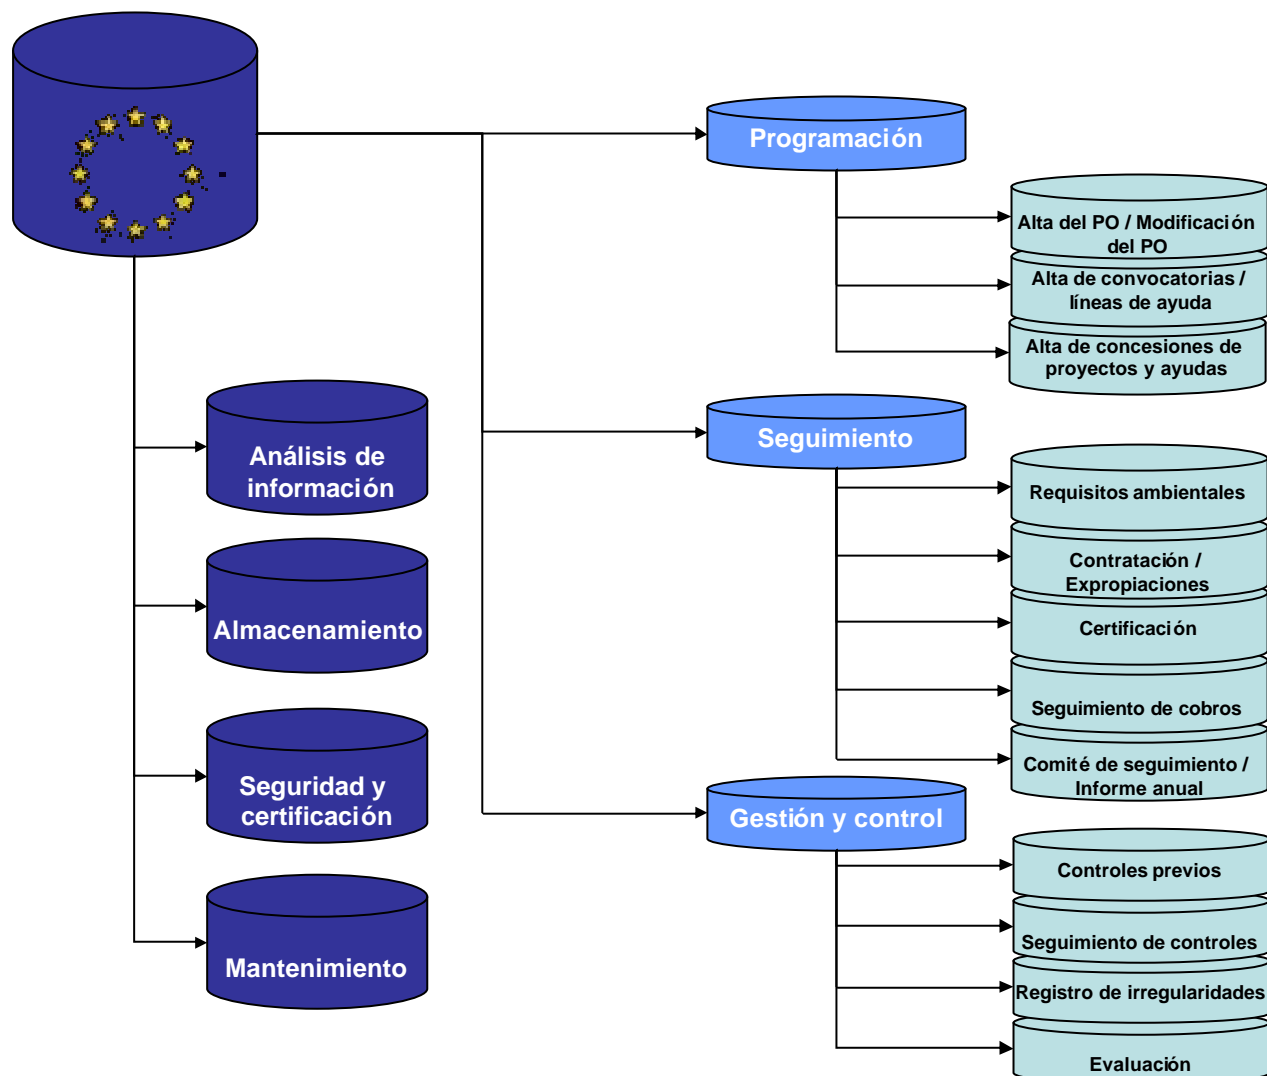 Programación
Alta del PO / Modificación
del PO
Alta de convocatorias /
líneas de ayuda
Alta de concesiones de
proyectos y ayudas
Seguimiento
Requisitos ambientales
Contratación /
Expropiaciones
Certificación
Seguimiento de cobros
Comité de seguimiento /
Informe anual
Gestión y control
Controles previos
Seguimiento de controles
Registro de irregularidades
Evaluación
Análisis de
información
Almacenamiento
Seguridad y
certificación
Mantenimiento